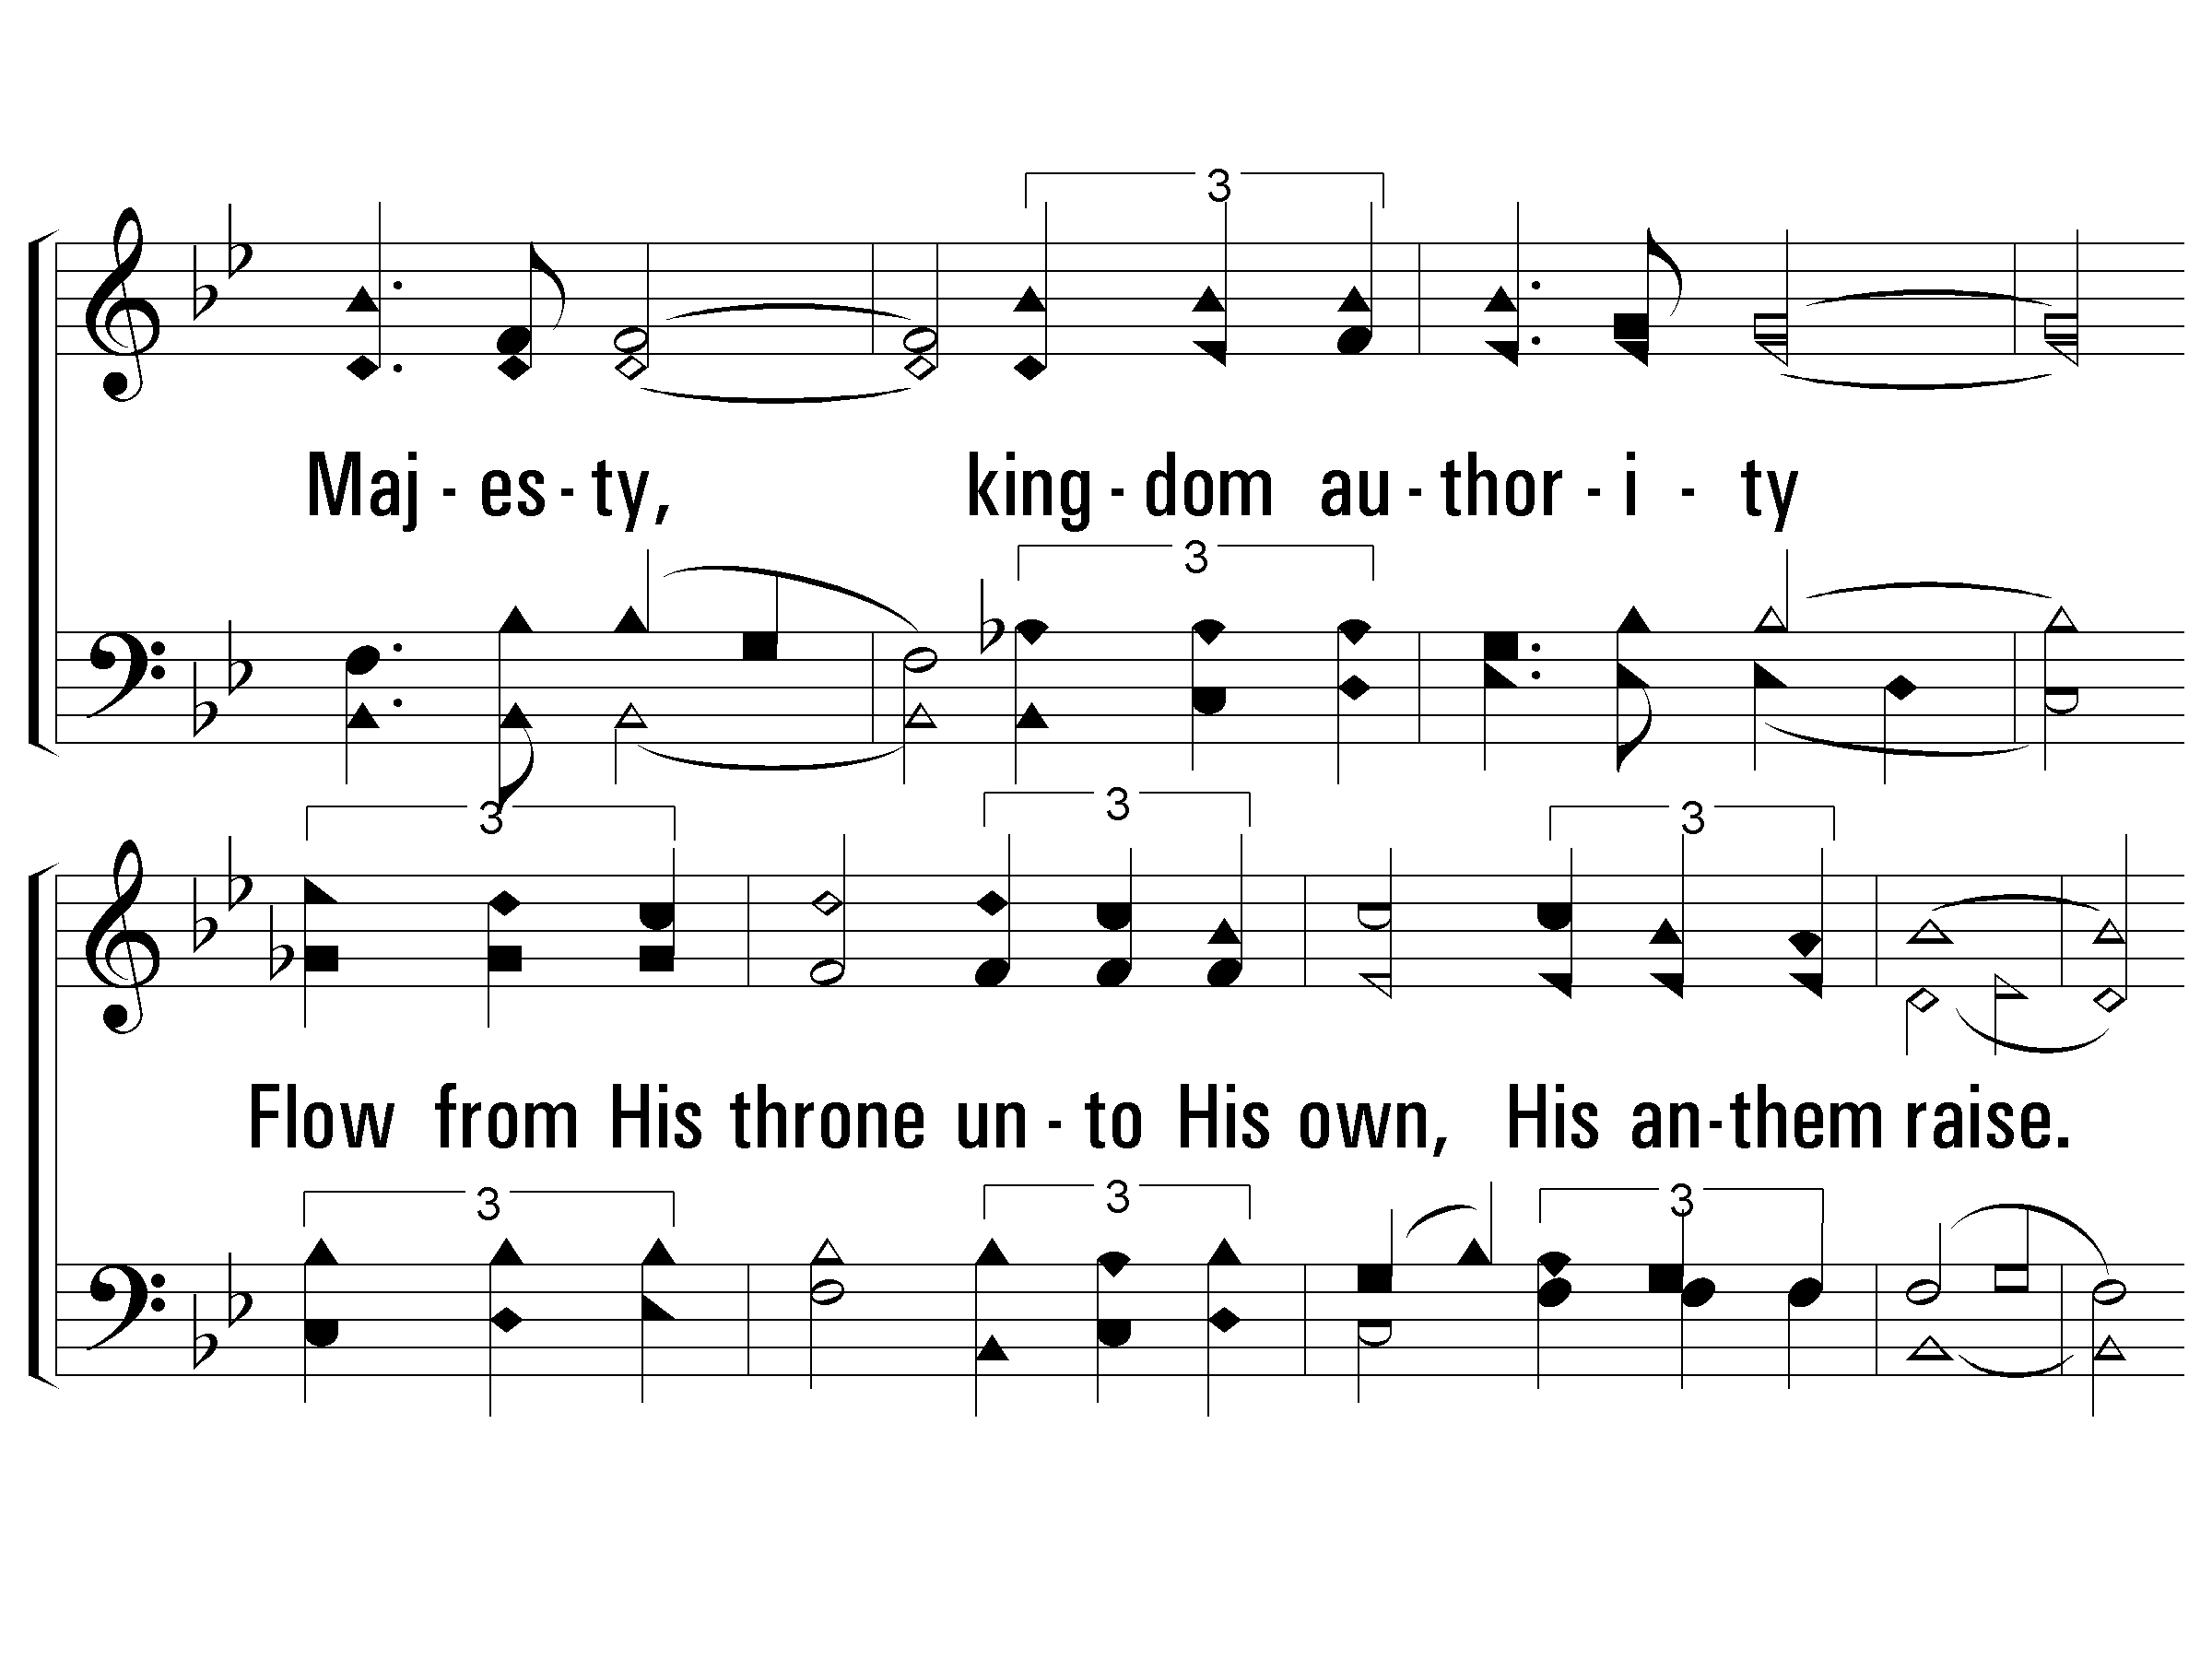 3
Maj - es - ty, king - dom au - thor - i - ty
3
3 3 3
Flow from His throne un - to His own, His an - them raise.
3 3 3